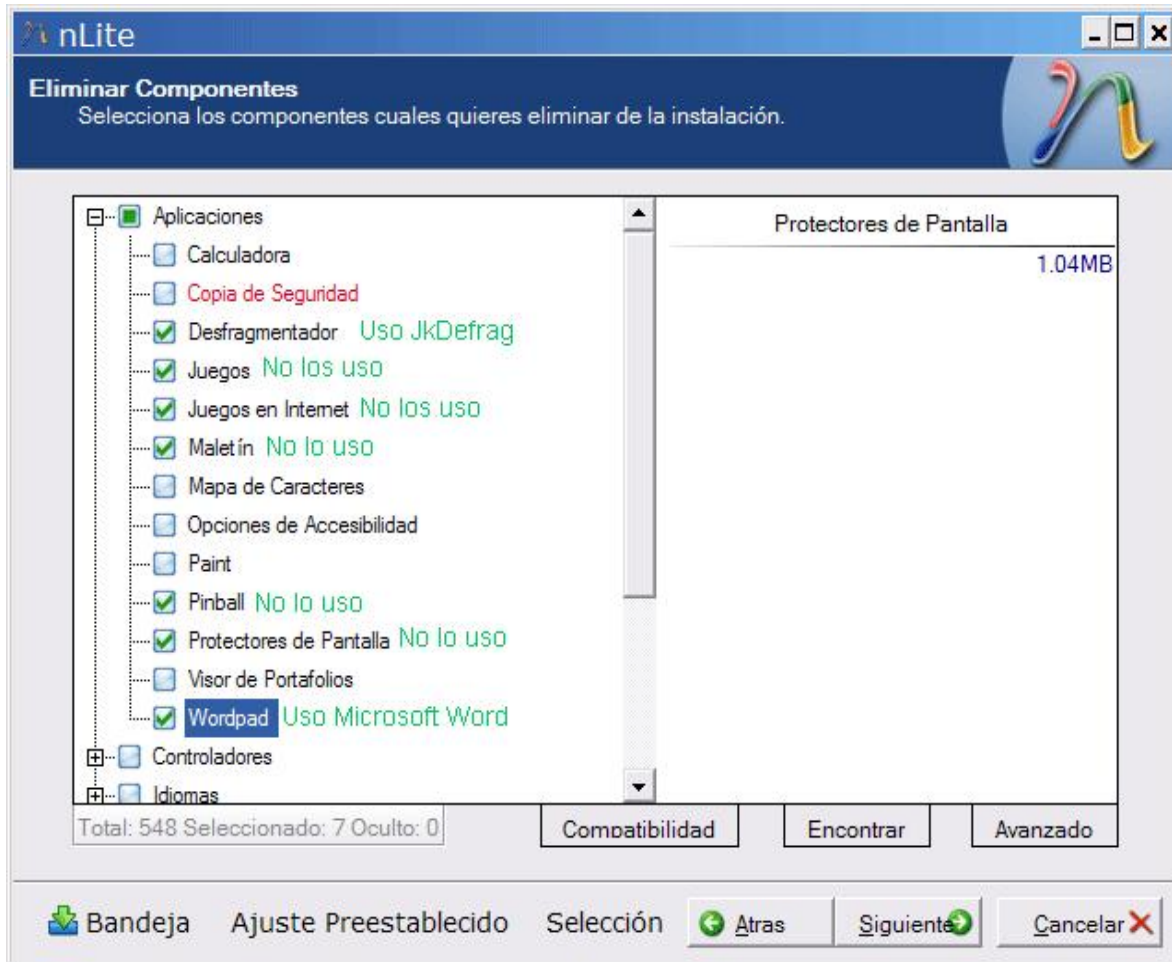 nLite
Eliminar Componentes
Selecciona los componentes cuales quieres eliminar de la instalación.
Aplicaciones
Calculadora
Copia de Seguridad
Desfragmentador Uso JkDefrag
Juegos No los uso
Juegos en Internet No los uso
Maletín No lo uso
Mapa de Caracteres
Opciones de Accesibilidad
Paint
Pinball No lo uso
Protectores de Pantalla No lo uso
Visor de Portafolios
Wordpad Uso Microsoft Word
Controladores
Idiomas
Protectores de Pantalla
1.04MB
Total: 548 Seleccionado: 7 Oculto: 0
Compatibilidad Encontrar Avanzado
Bandeja Ajuste Preestablecido Selección Atras Siguiente Cancelar